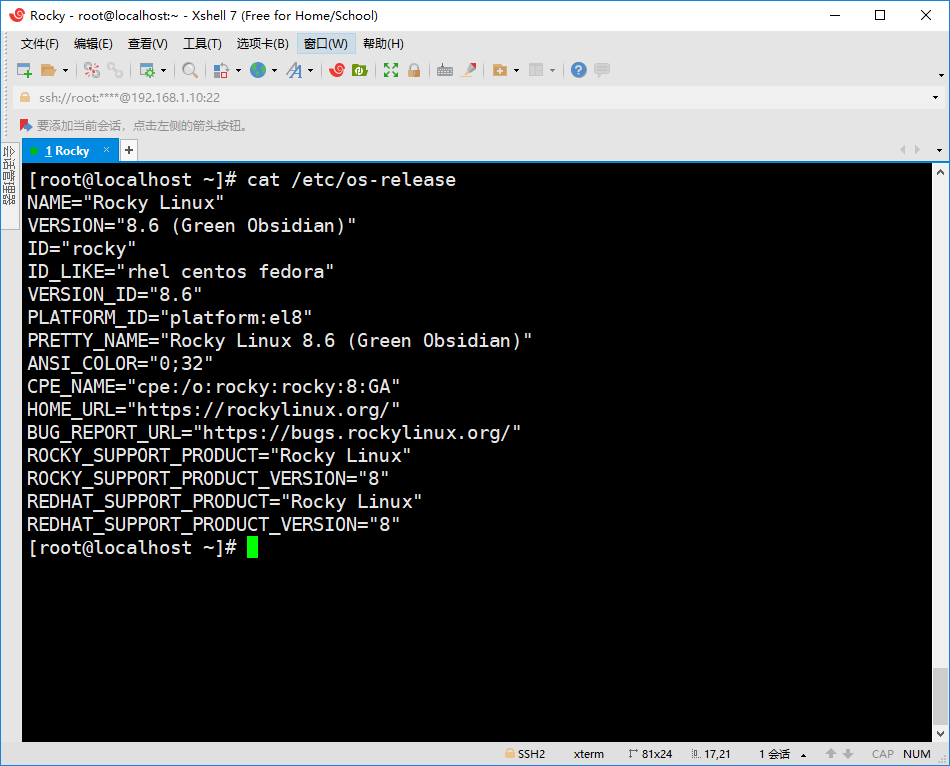 Rocky - root@localhost:~ - Xshell 7 (Free for Home/School)
文件(F) 编辑(E) 查看(V) 工具(T) 选项卡(B) 窗口(W) 帮助(H)
ssh://root:****@192.168.1.10:22
要添加当前会话，点击左侧的箭头按钮。
会话管理器
1 Rocky × +
[root@localhost ~]# cat /etc/os-release
NAME="Rocky Linux"
VERSION="8.6 (Green Obsidian)"
ID="rocky"
ID_LIKE="rhel centos fedora"
VERSION_ID="8.6"
PLATFORM_ID="platform:el8"
PRETTY_NAME="Rocky Linux 8.6 (Green Obsidian)"
ANSI_COLOR="0;32"
CPE_NAME="cpe:/o:rocky:rocky:8:GA"
HOME_URL="https://rockylinux.org/"
BUG_REPORT_URL="https://bugs.rockylinux.org/"
ROCKY_SUPPORT_PRODUCT="Rocky Linux"
ROCKY_SUPPORT_PRODUCT_VERSION="8"
REDHAT_SUPPORT_PRODUCT="Rocky Linux"
REDHAT_SUPPORT_PRODUCT_VERSION="8"
[root@localhost ~]#
SSH2 xterm 81x24 17,21 1 会话 CAP NUM